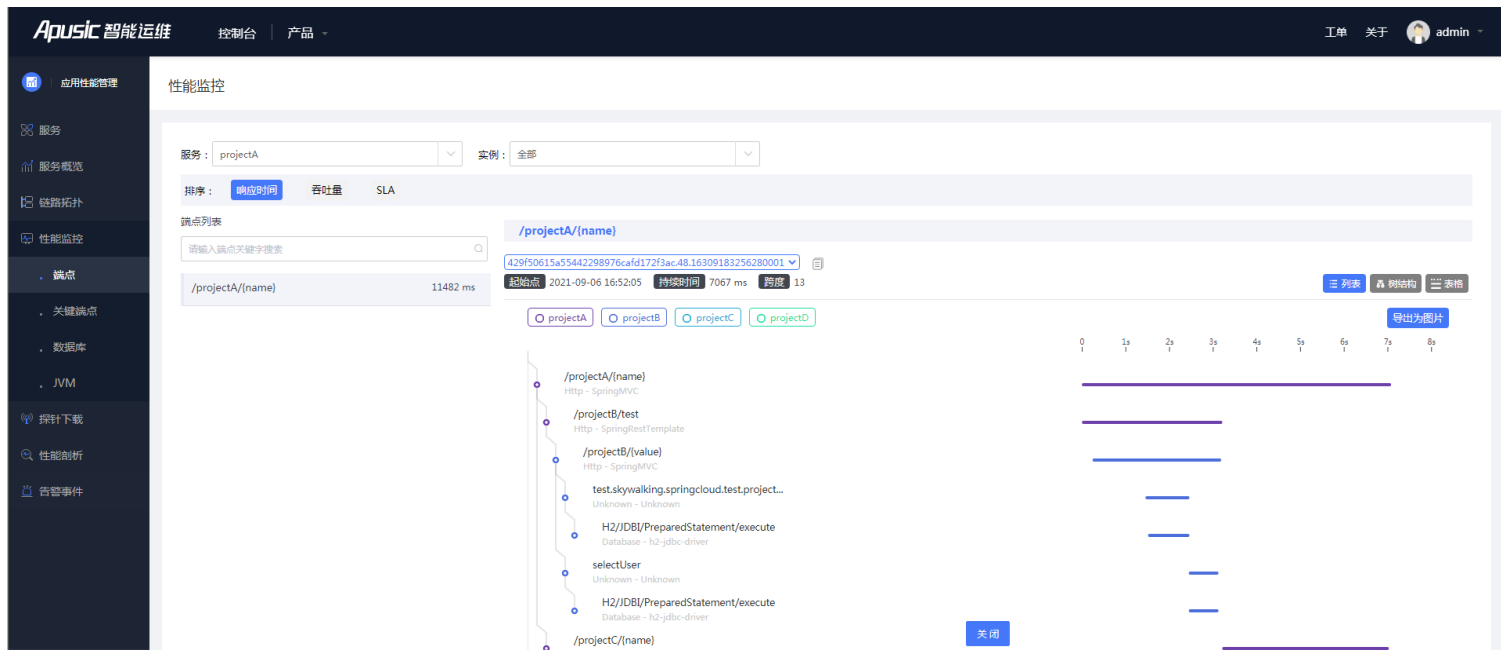 Apusic 智能运维 控制台 产品 工单 关于 admin
应用性能管理
性能监控
服务
服务概览
链路拓扑
性能监控
端点
关键端点
数据库
JVM
探针下载
性能剖析
告警事件
服务： projectA 实例： 全部
排序： 响应时间 吞吐量 SLA
端点列表
请输入端点关键字搜索
/projectA/{name} 11482 ms
/projectA/{name}
429f50615a55442298976cafd172f3ac.48.16309183256280001
起始点 2021-09-06 16:52:05 持续时间 7067 ms 跨度 13
列表 树结构 表格
projectA projectB projectC projectD
导出为图片
0 1s 2s 3s 4s 5s 6s 7s 8s
/projectA/{name}
Http - SpringMVC
/projectB/test
Http - SpringRestTemplate
/projectB/{value}
Http - SpringMVC
test.skywalking.springcloud.test.project...
Unknown - Unknown
H2/JDBI/PreparedStatement/execute
Database - h2-jdbc-driver
selectUser
Unknown - Unknown
H2/JDBI/PreparedStatement/execute
Database - h2-jdbc-driver
/projectC/{name}
关 闭